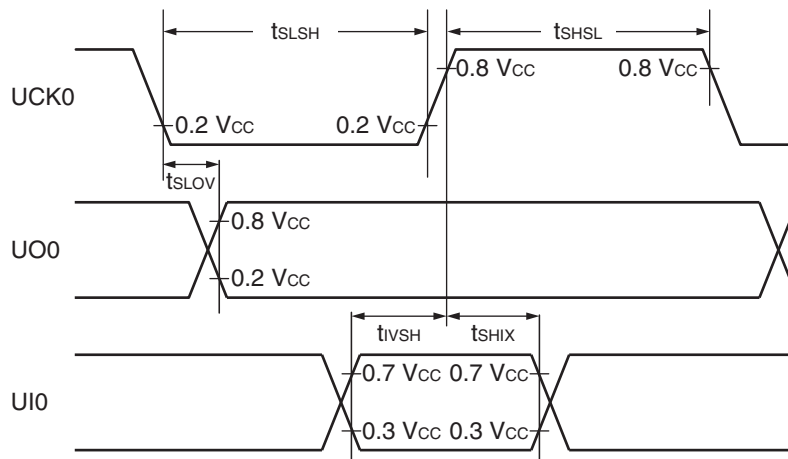 tSLSH tSHSL
UCK0
0.8 VCC 0.8 VCC
0.2 VCC 0.2 VCC
tSLOV
UO0
0.8 VCC
0.2 VCC
tIVSH tSHIX
UI0
0.7 VCC 0.7 VCC
0.3 VCC 0.3 VCC